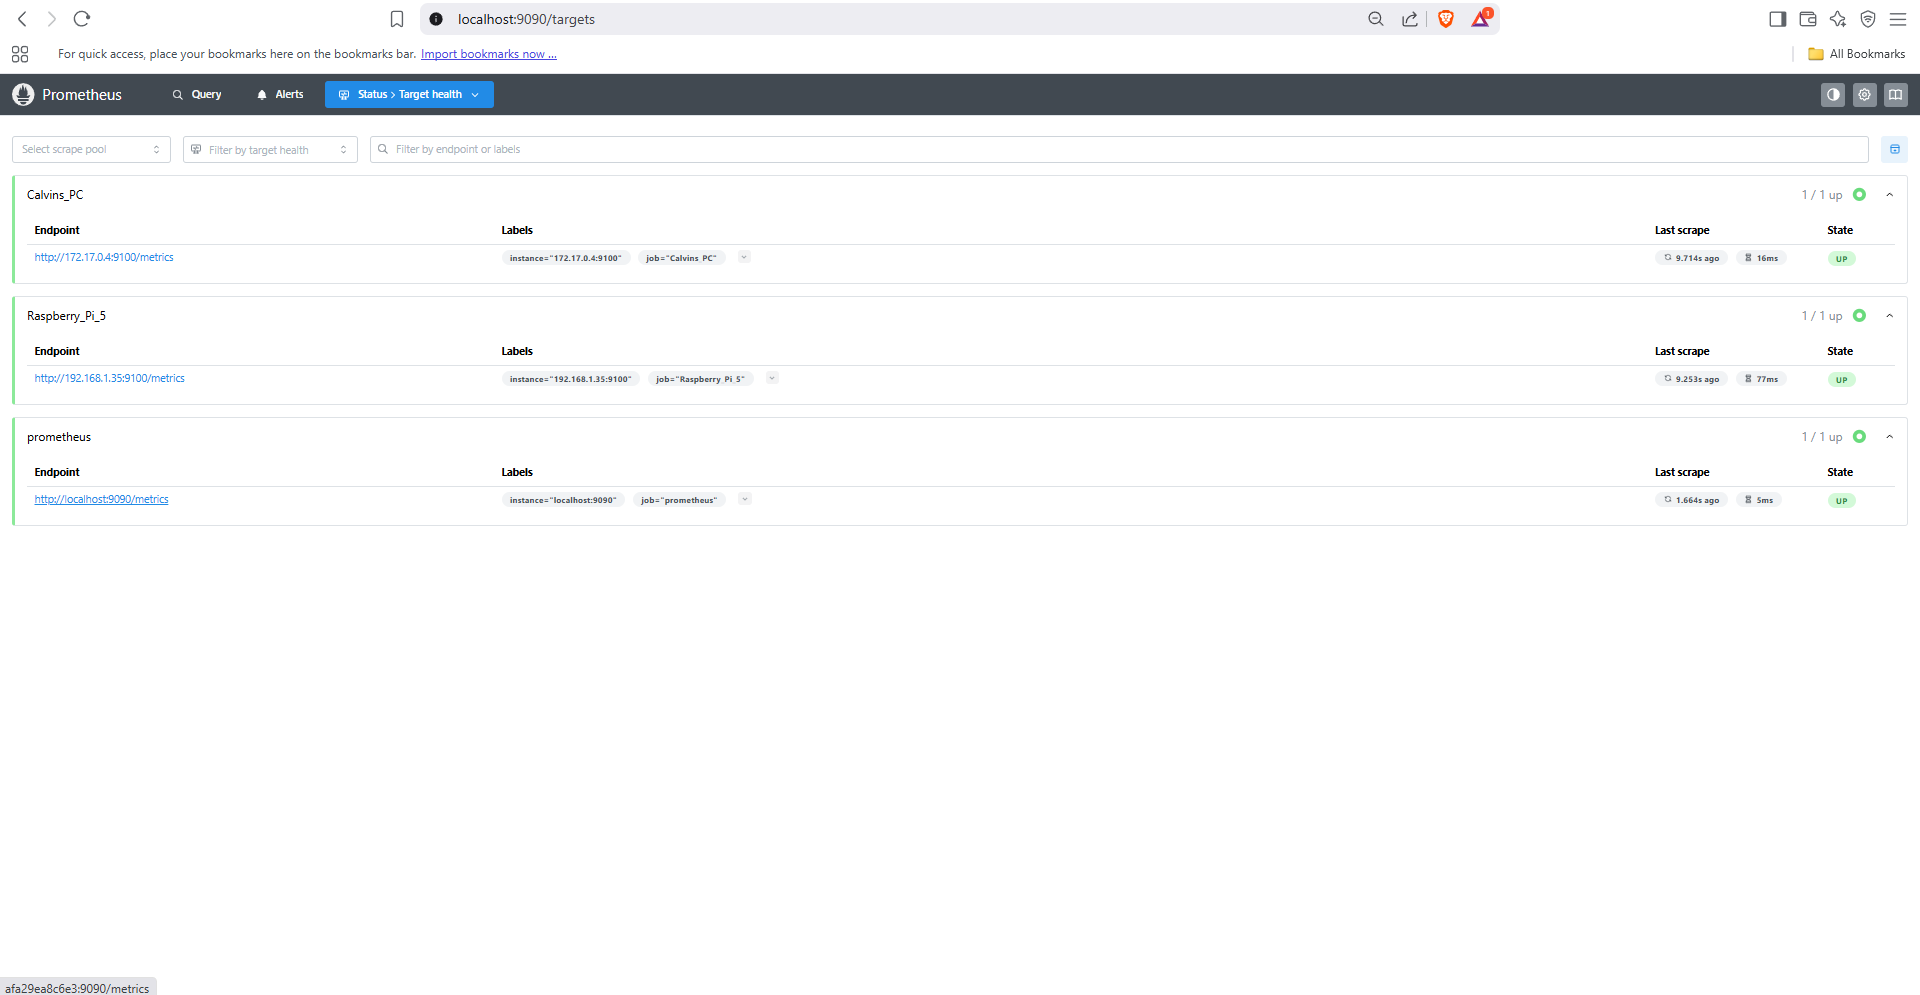 localhost:9090/targets
1
For quick access, place your bookmarks here on the bookmarks bar. Import bookmarks now ...
All Bookmarks
Prometheus
Query
Alerts
Status > Target health
Select scrape pool
Filter by target health
Filter by endpoint or labels
Calvins_PC
1 / 1 up
Endpoint Labels Last scrape State
http://172.17.0.4:9100/metrics instance="172.17.0.4:9100" job="Calvins_PC" 9.714s ago 16ms UP
Raspberry_Pi_5
1 / 1 up
Endpoint Labels Last scrape State
http://192.168.1.35:9100/metrics instance="192.168.1.35:9100" job="Raspberry_Pi_5" 9.253s ago 77ms UP
prometheus
1 / 1 up
Endpoint Labels Last scrape State
http://localhost:9090/metrics instance="localhost:9090" job="prometheus" 1.664s ago 5ms UP
afa29ea8c6e3:9090/metrics